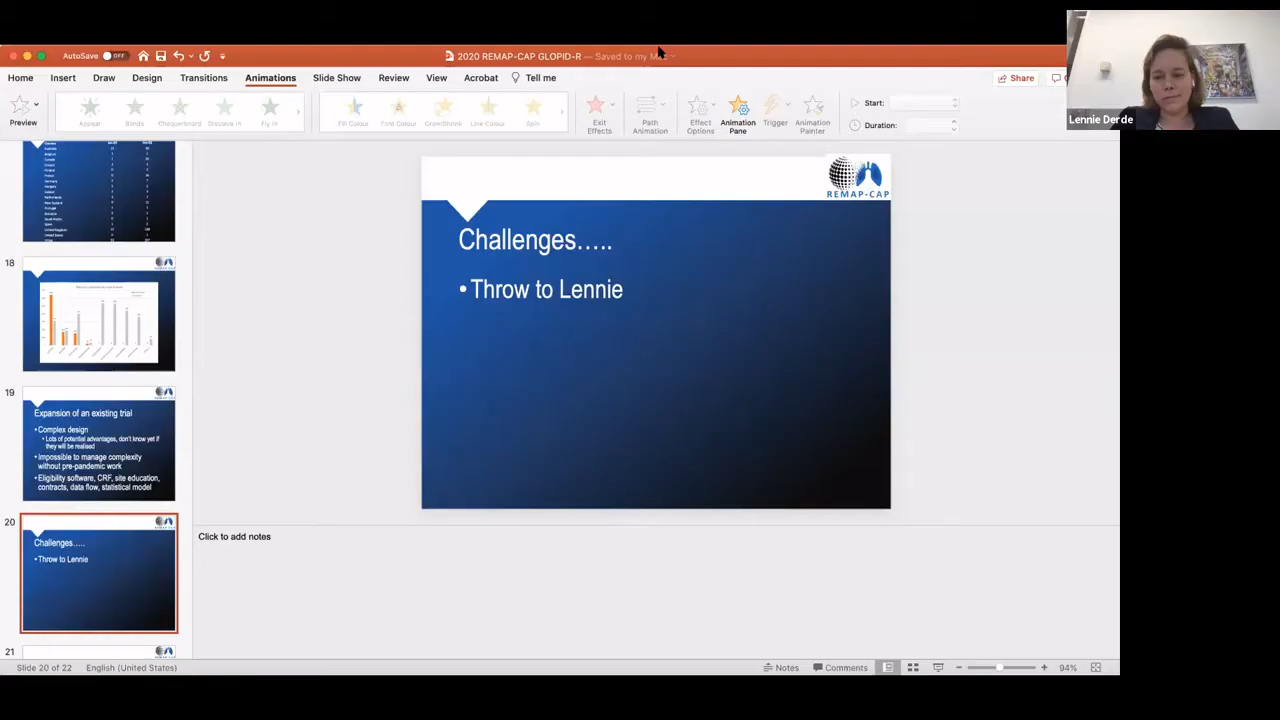 AutoSave OFF
2020 REMAP-CAP GLOPID-R — Saved to my Mac
Home Insert Draw Design Transitions Animations Slide Show Review View Acrobat Tell me
Share
Lennie Derde
Preview
Appear Blinds Checkerboard Dissolve In Fly In
Fill Colour Font Colour Grow/Shrink Line Colour Spin
Exit Effects
Path Animation
Effect Options
Animation Pane
Trigger
Animation Painter
Start:
Duration:
REMAP-CAP
Challenges.....
• Throw to Lennie
18
19
Expansion of an existing trial
• Complex design
• Lots of potential advantages, don't know yet if
they will be realised
• Impossible to manage complexity
without pre-pandemic work
• Eligibility software, CRF, site education,
contracts, data flow, statistical model
20
Challenges.....
• Throw to Lennie
21
Click to add notes
Slide 20 of 22 English (United States)
Notes Comments 94%